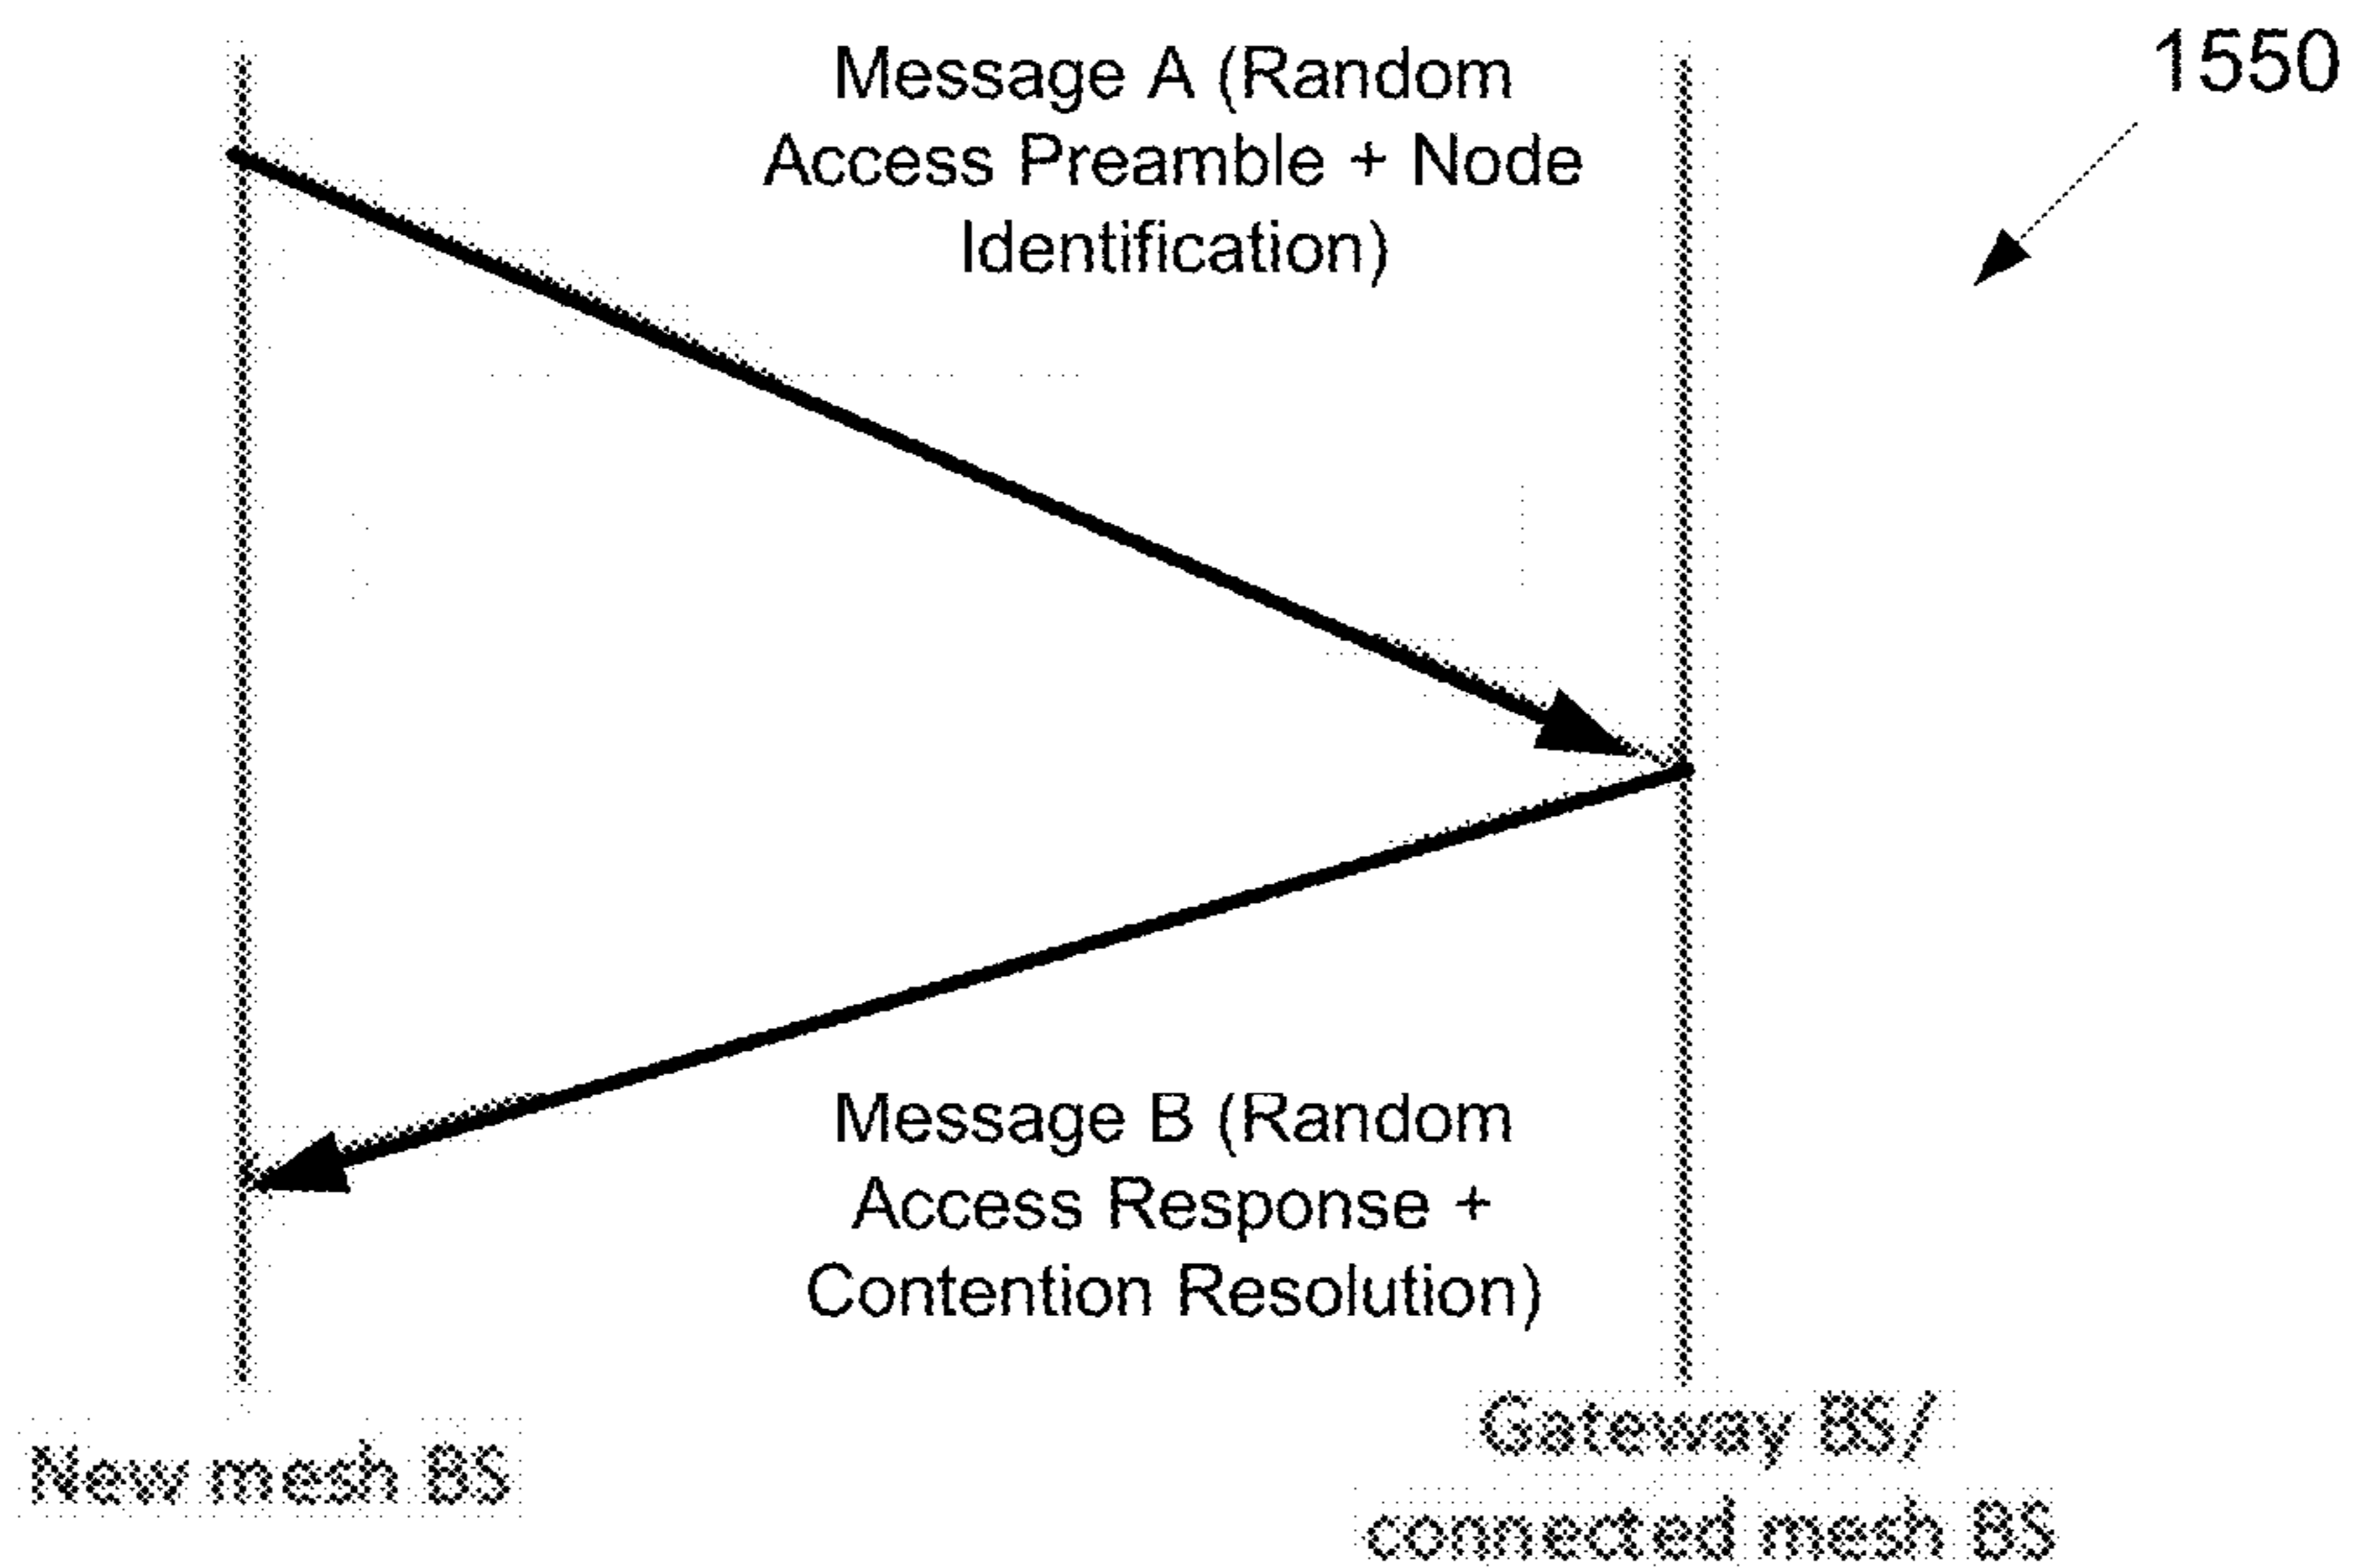 1550
Message A (Random
Access Preamble + Node
Identification)
Message B (Random
Access Response +
Contention Resolution)
New mesh BS
Gateway BS/
connected mesh BS